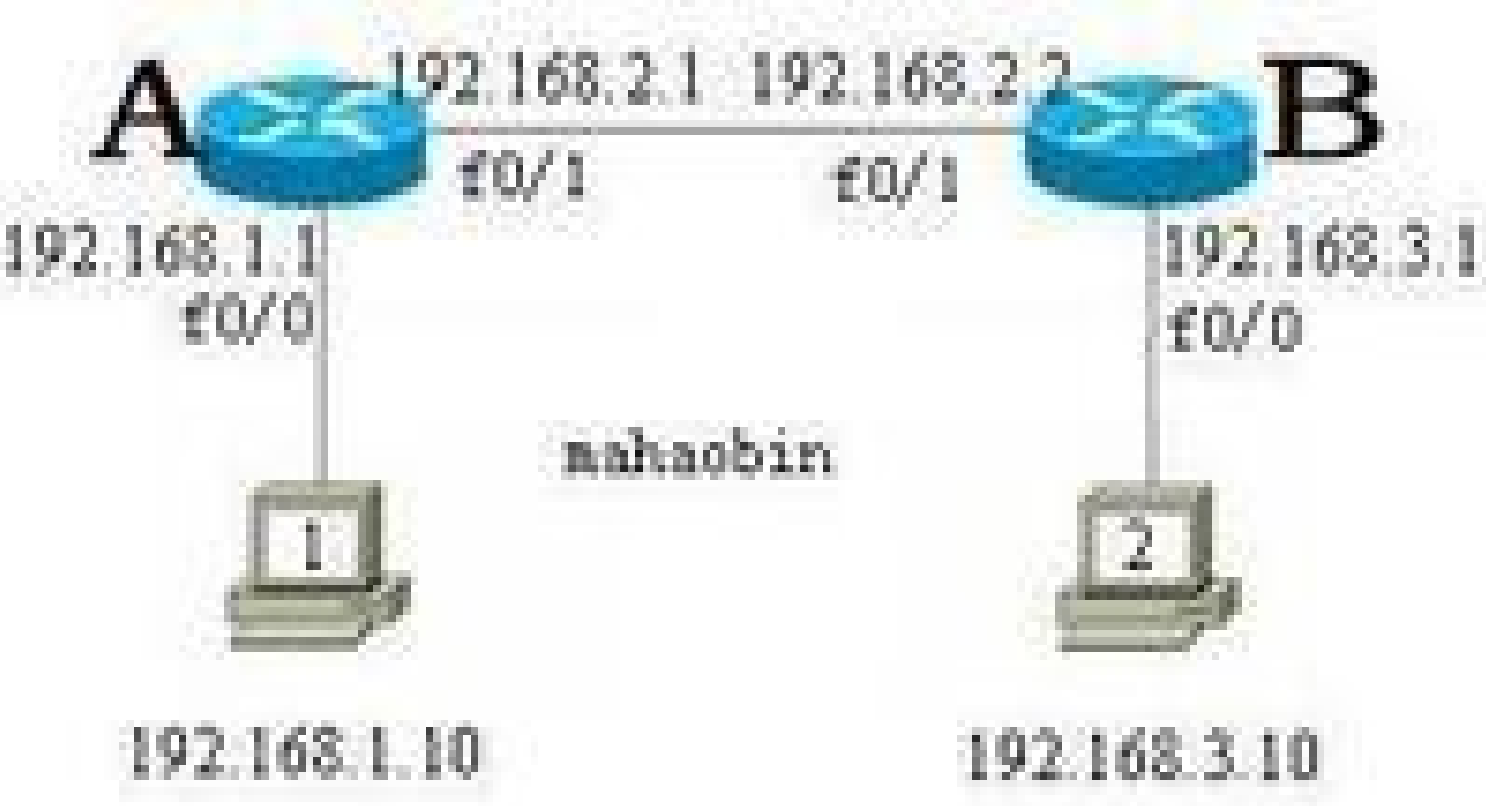 A 192.168.2.1 192.168.2.2 B
f0/1 f0/1
192.168.1.1 192.168.3.1
f0/0 f0/0
mahaobin
1 2
192.168.1.10 192.168.3.10